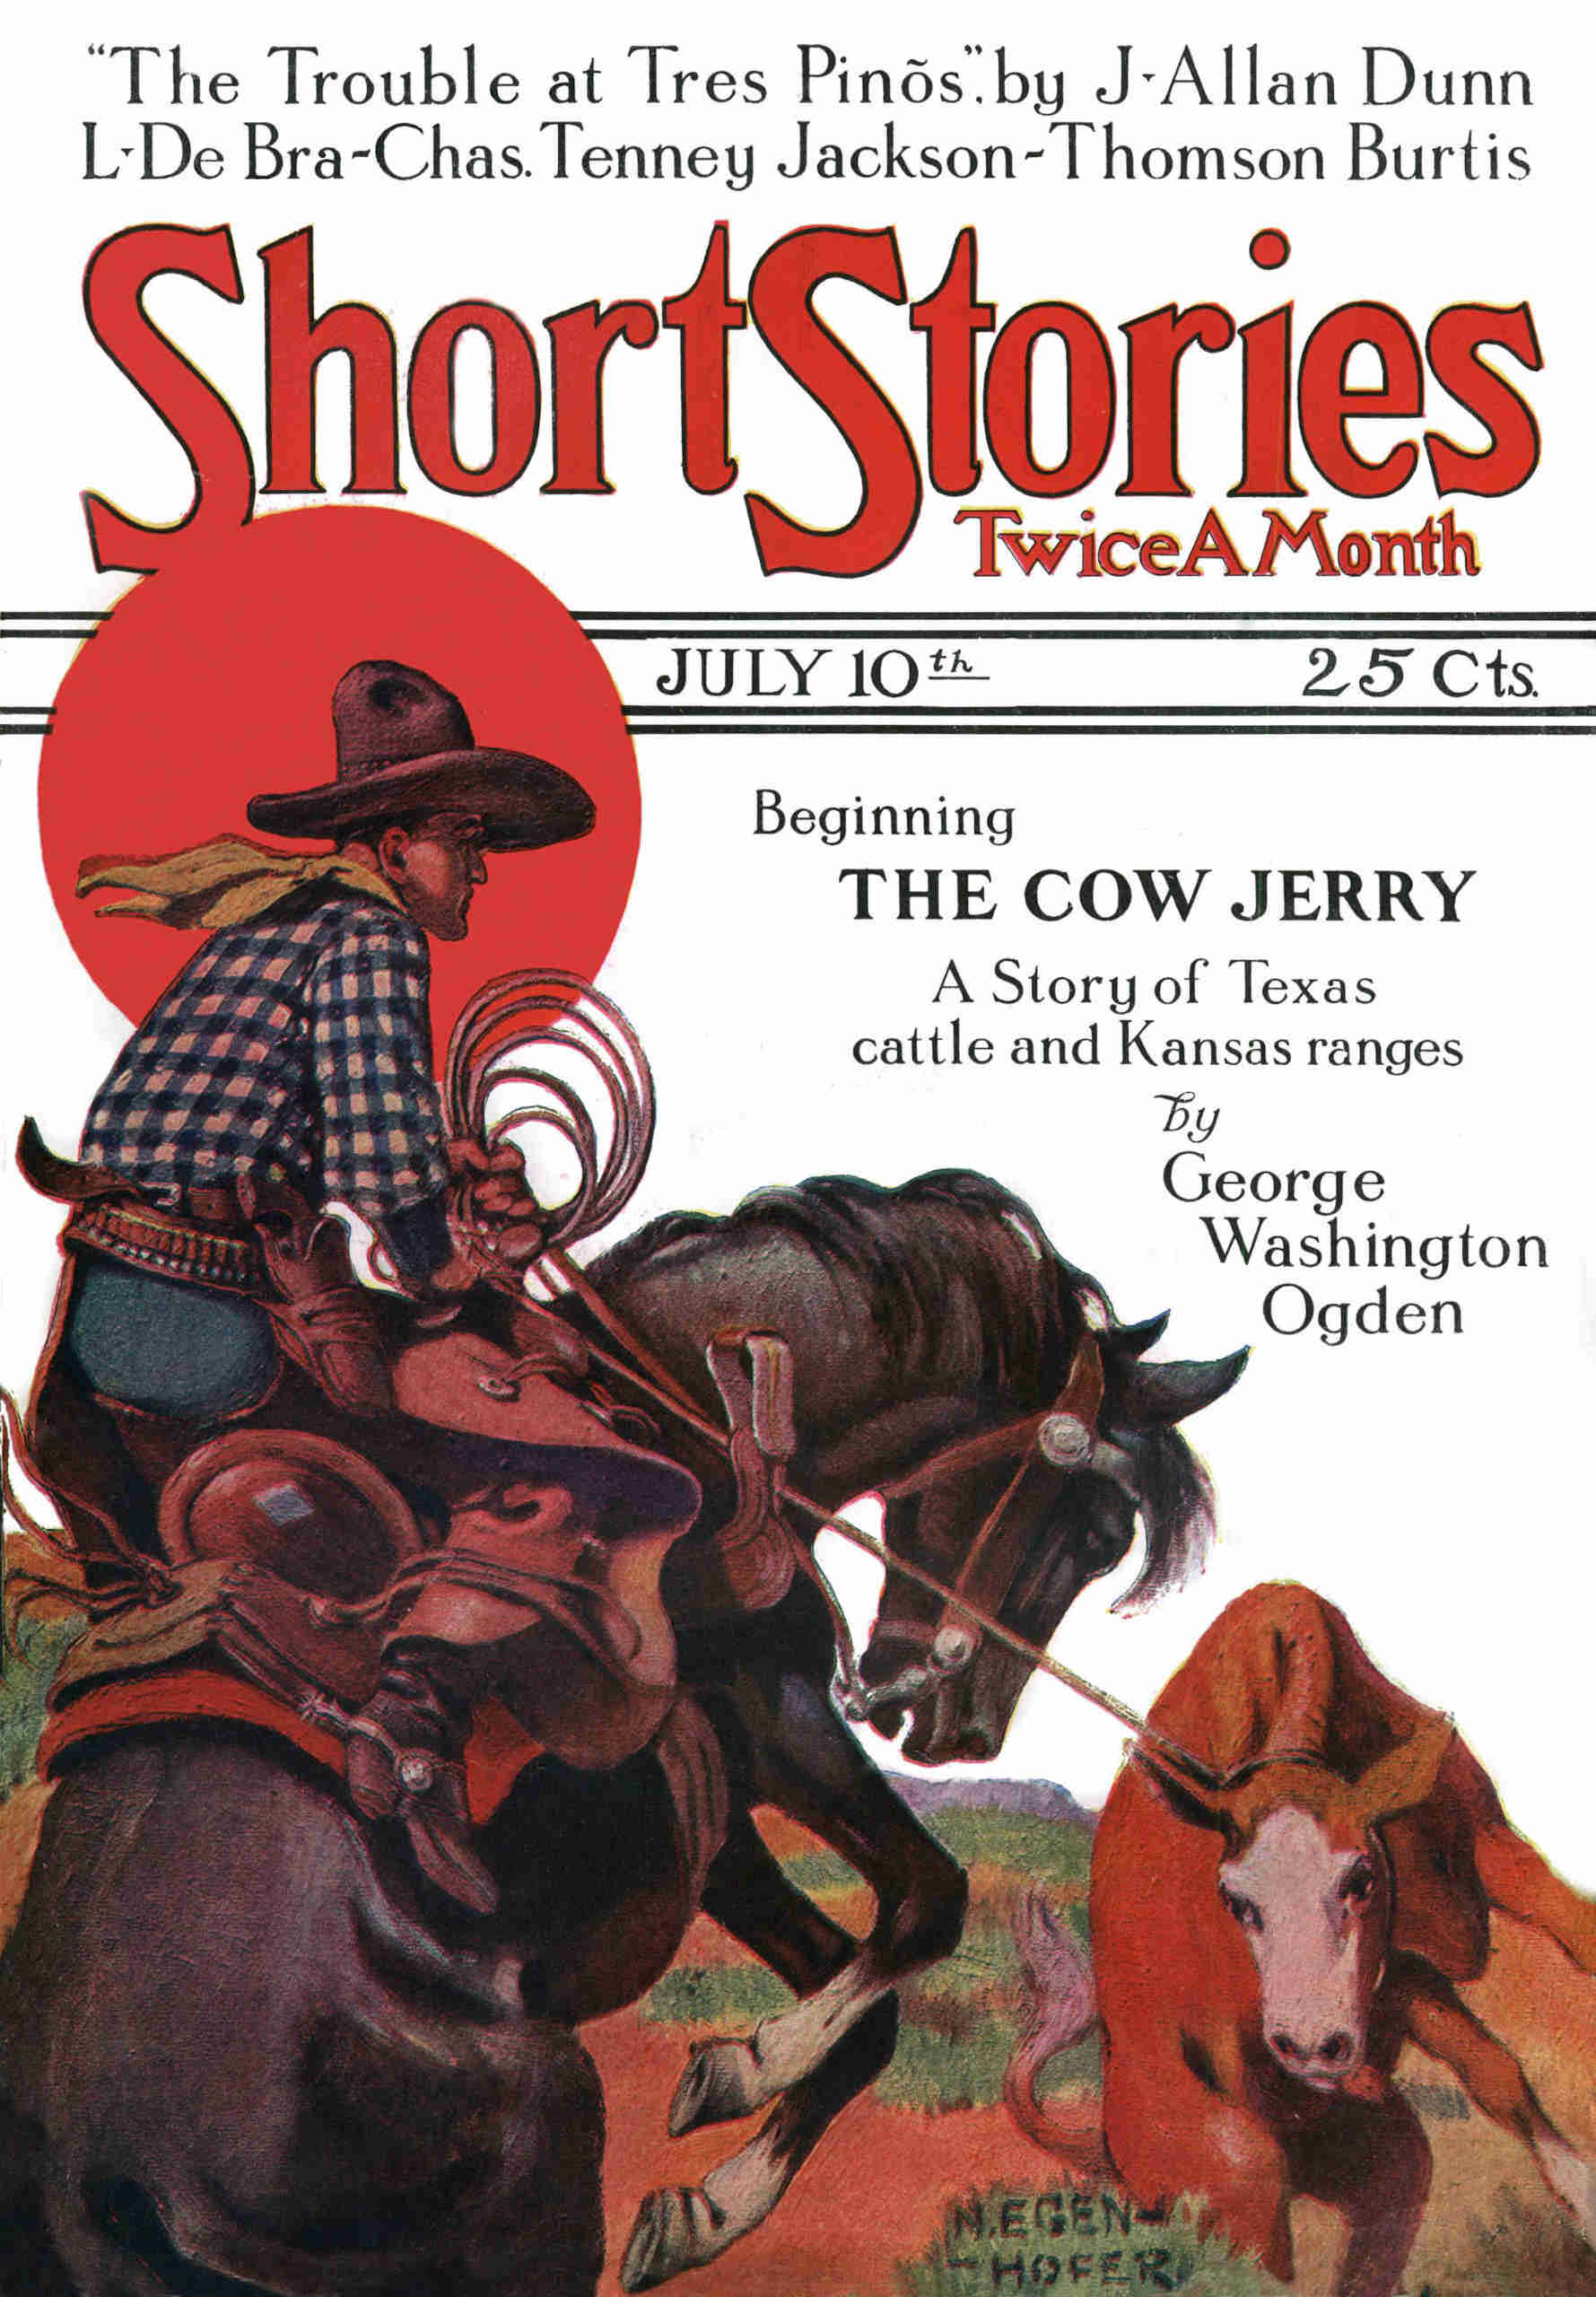 “The Trouble at Tres Pinõs”. by J-Allan Dunn
L-De Bra-Chas. Tenney Jackson-Thomson Burtis
Short Stories
Twice A Month
JULY 10th 25 Cts.
Beginning
THE COW JERRY
A Story of Texas
cattle and Kansas ranges
by
George
Washington
Ogden
N.EGEN-
-HOFER